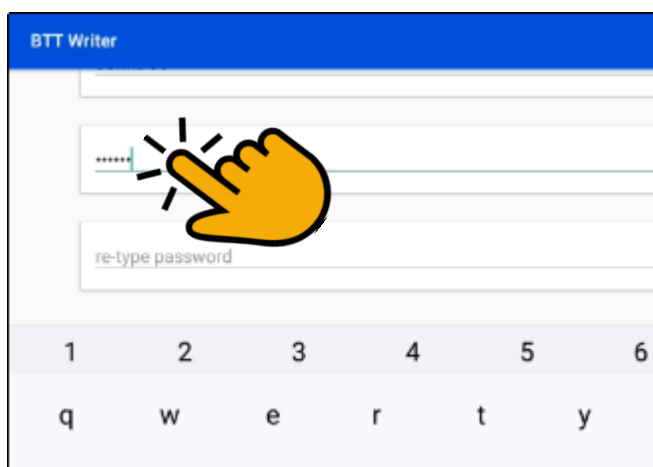 BTT Writer
••••••
re-type password
1 2 3 4 5 6
q w e r t y